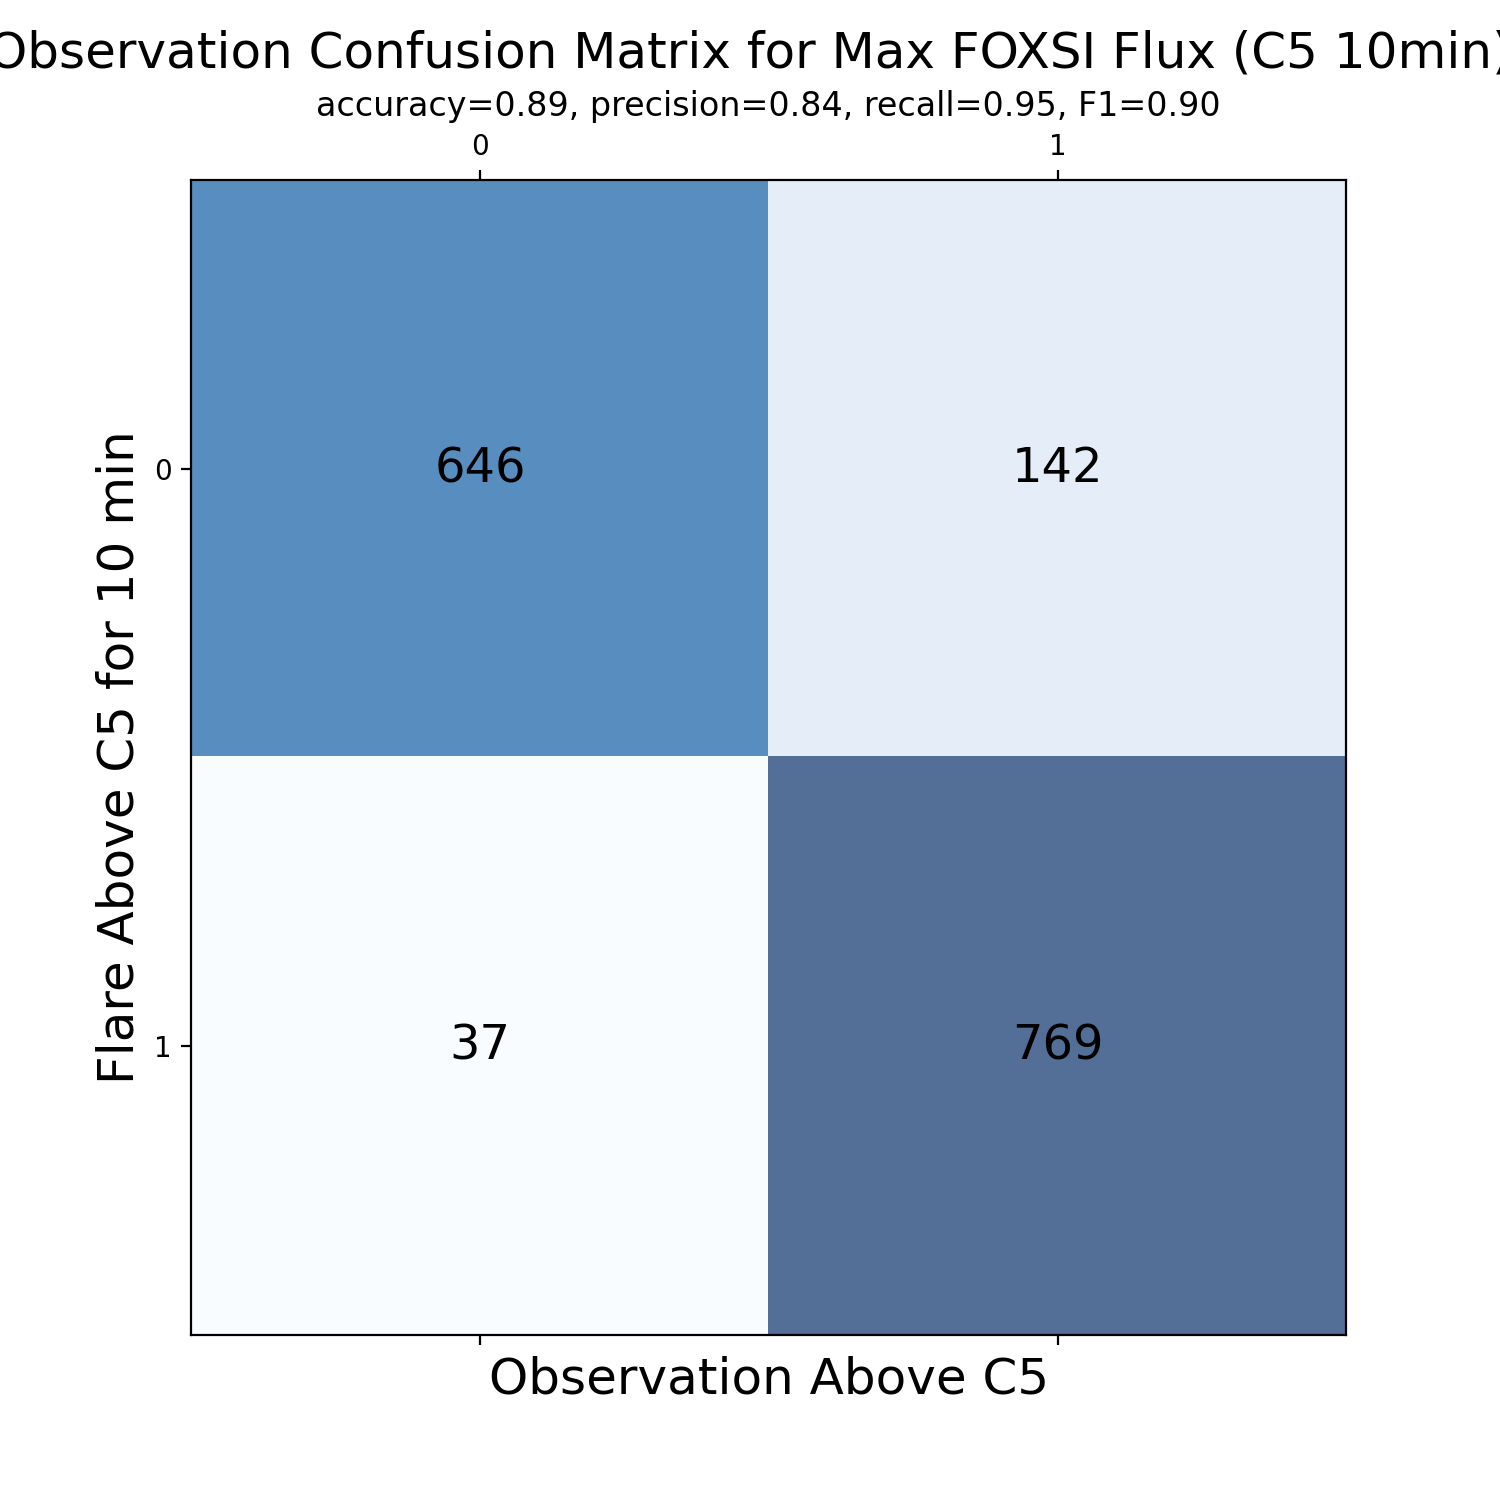 Observation Confusion Matrix for Max FOXSI Flux (C5 10min)
accuracy=0.89, precision=0.84, recall=0.95, F1=0.90
0 1
Flare Above C5 for 10 min
0
646 142
1
37 769
Observation Above C5